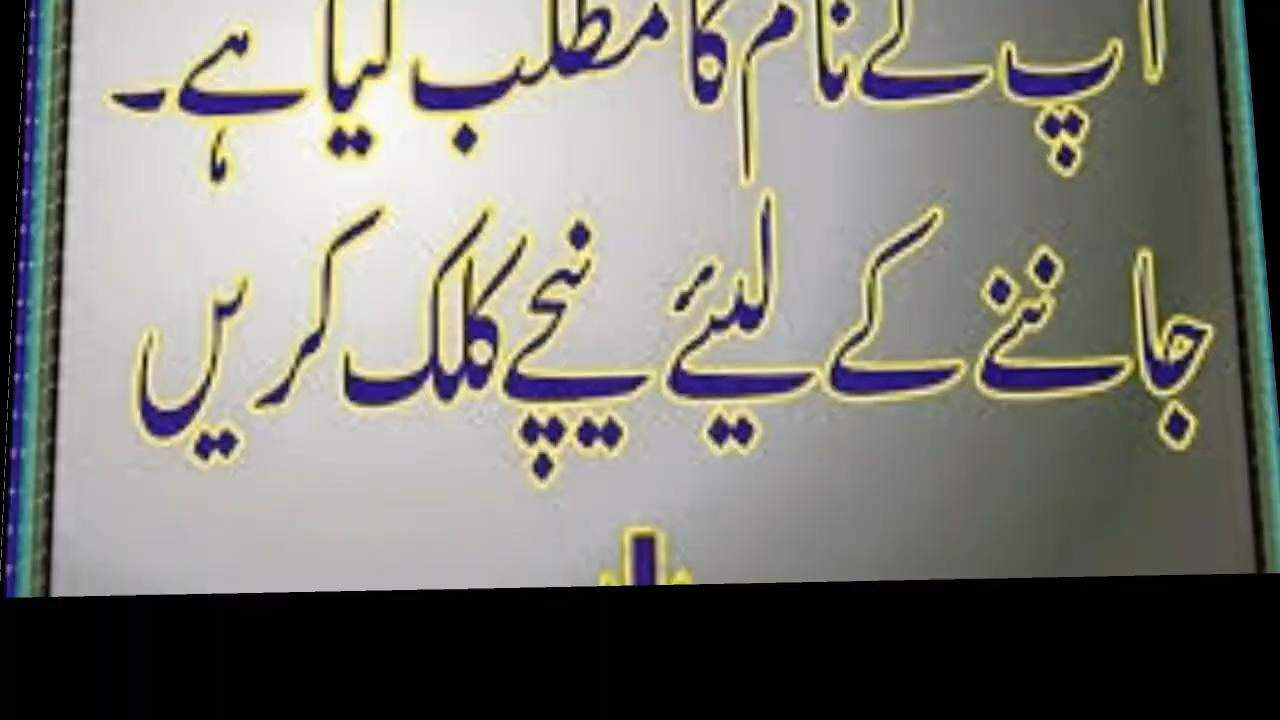 آپ کے نام کا مطلب کیا ہے۔
جاننے کے لیئے نیچے کلک کریں